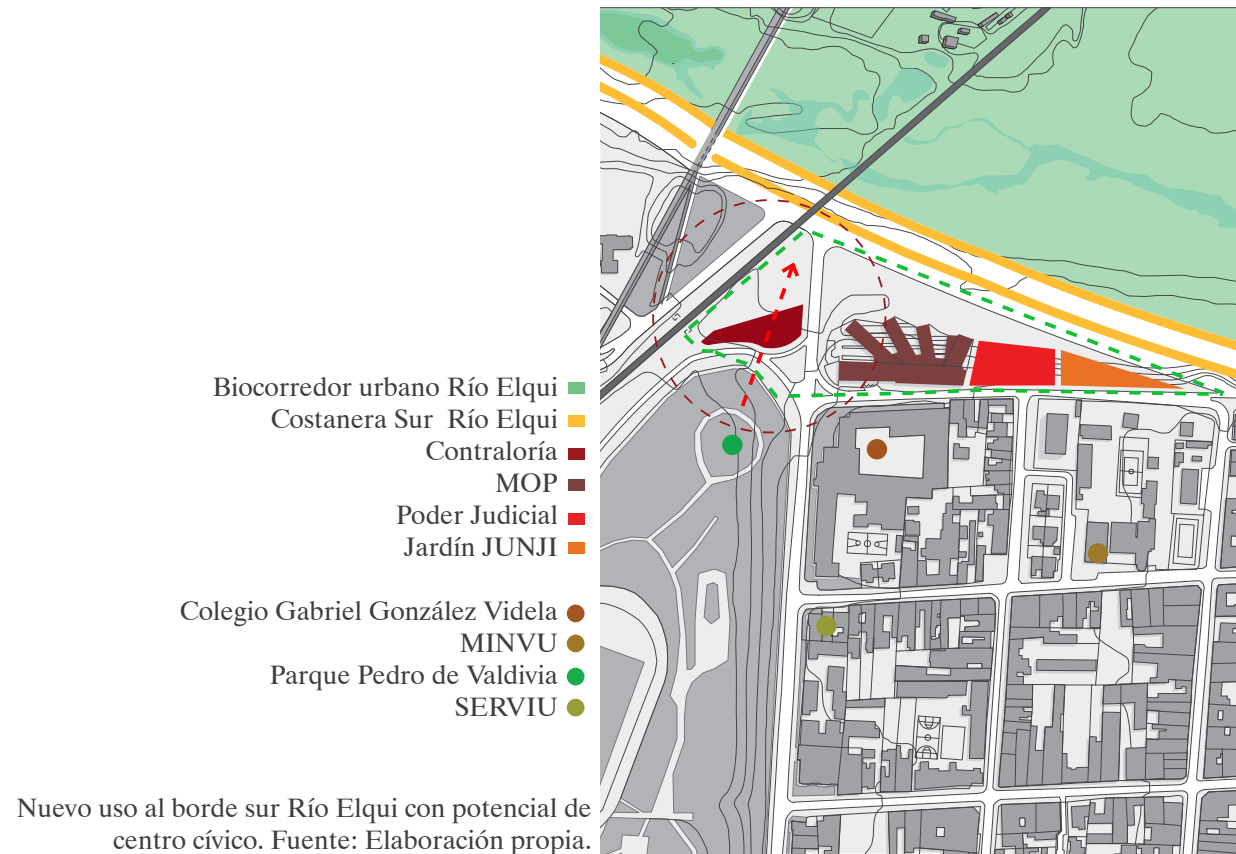 Biocorredor urbano Río Elqui
Costanera Sur Río Elqui
Contraloría
MOP
Poder Judicial
Jardín JUNJI
Colegio Gabriel González Videla
MINVU
Parque Pedro de Valdivia
SERVIU
Nuevo uso al borde sur Río Elqui con potencial de
centro cívico. Fuente: Elaboración propia.